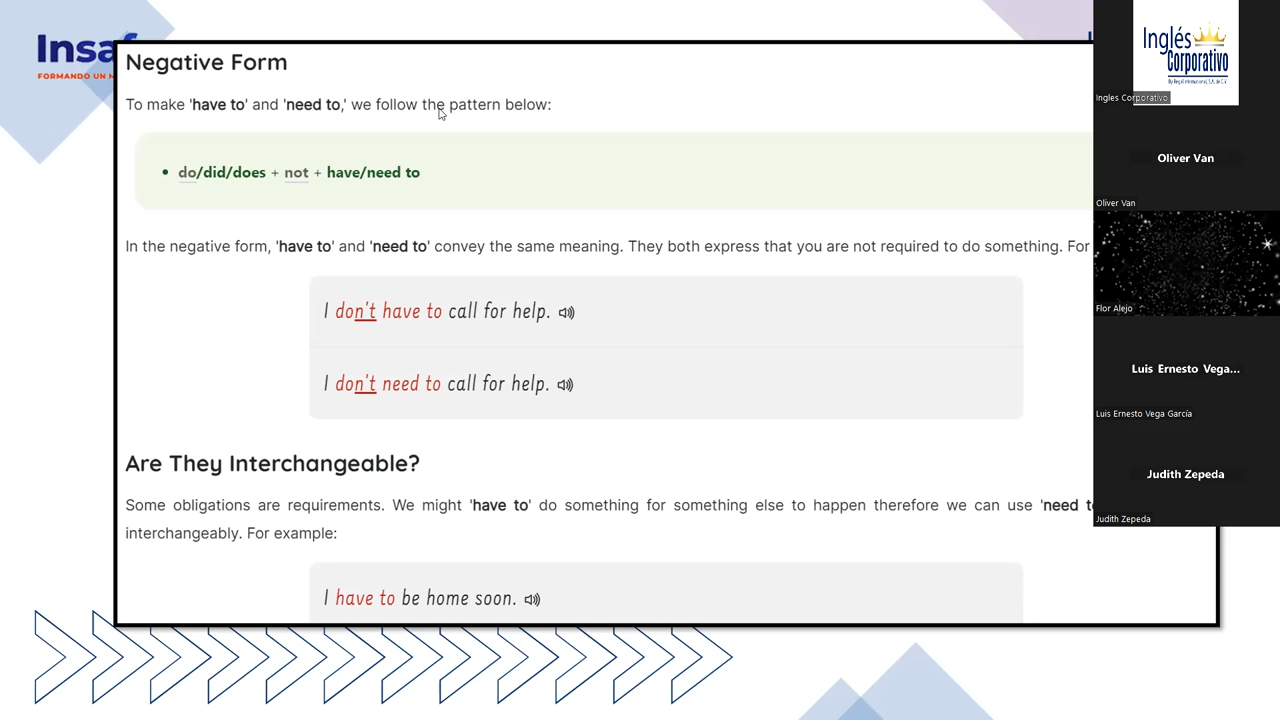 Insaf
FORMANDO UN
Negative Form
To make 'have to' and 'need to,' we follow the pattern below:
• do/did/does + not + have/need to
In the negative form, 'have to' and 'need to' convey the same meaning. They both express that you are not required to do something. For
I don't have to call for help.
I don't need to call for help.
Are They Interchangeable?
Some obligations are requirements. We might 'have to' do something for something else to happen therefore we can use 'need
interchangeably. For example:
I have to be home soon.
Inglés
Corporativo
Ingles Corporativo
Oliver Van
Oliver Van
Flor Alejo
Luis Ernesto Vega...
Luis Ernesto Vega García
Judith Zepeda
Judith Zepeda